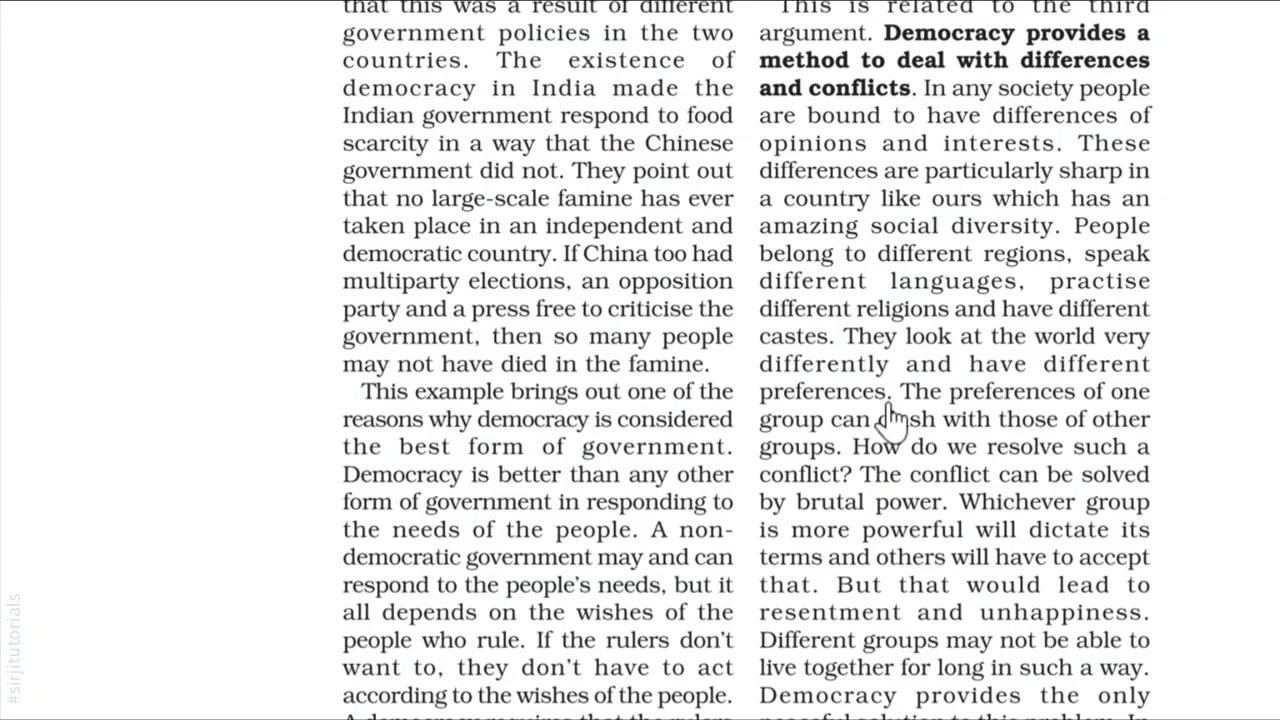 that this was a result of different
government policies in the two
countries. The existence of
democracy in India made the
Indian government respond to food
scarcity in a way that the Chinese
government did not. They point out
that no large-scale famine has ever
taken place in an independent and
democratic country. If China too had
multiparty elections, an opposition
party and a press free to criticise the
government, then so many people
may not have died in the famine.
This example brings out one of the
reasons why democracy is considered
the best form of government.
Democracy is better than any other
form of government in responding to
the needs of the people. A non-
democratic government may and can
respond to the people's needs, but it
all depends on the wishes of the
people who rule. If the rulers don't
want to, they don't have to act
according to the wishes of the people.
A democracy requires that the rulers
This is related to the third
argument. Democracy provides a
method to deal with differences
and conflicts. In any society people
are bound to have differences of
opinions and interests. These
differences are particularly sharp in
a country like ours which has an
amazing social diversity. People
belong to different regions, speak
different languages, practise
different religions and have different
castes. They look at the world very
differently and have different
preferences. The preferences of one
group can clash with those of other
groups. How do we resolve such a
conflict? The conflict can be solved
by brutal power. Whichever group
is more powerful will dictate its
terms and others will have to accept
that. But that would lead to
resentment and unhappiness.
Different groups may not be able to
live together for long in such a way.
Democracy provides the only
peaceful solution to this problem. In
#sirjitutorials